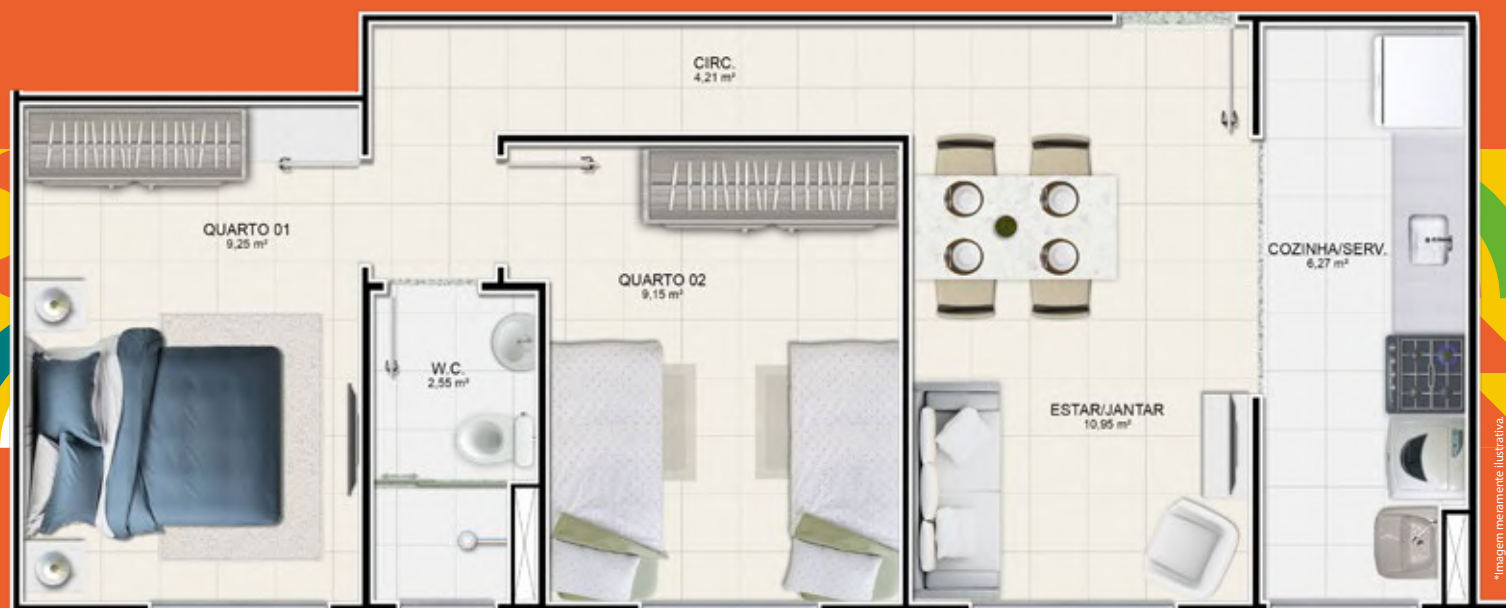 CIRC.
4,21 m²
QUARTO 01
9,25 m²
QUARTO 02
9,15 m²
COZINHA/SERV.
6,27 m²
W.C.
2,55 m²
ESTAR/JANTAR
10,95 m²
*Imagem meramente ilustrativa.